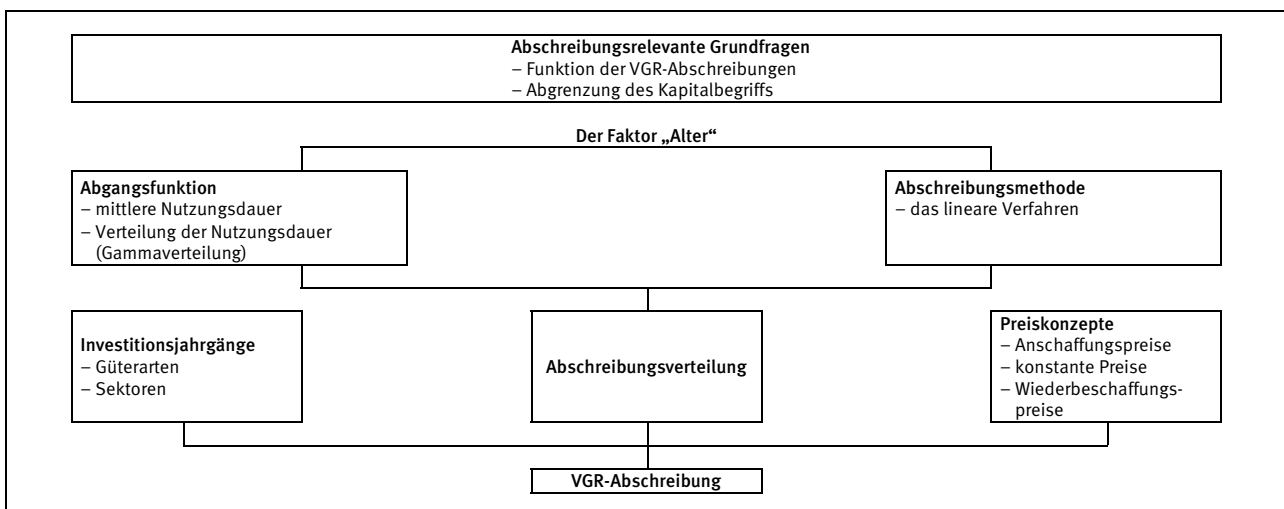 Abschreibungsrelevante Grundfragen
– Funktion der VGR-Abschreibungen
– Abgrenzung des Kapitalbegriffs
Der Faktor „Alter“
Abgangsfunktion
– mittlere Nutzungsdauer
– Verteilung der Nutzungsdauer
(Gammaverteilung)
Abschreibungsmethode
– das lineare Verfahren
Investitionsjahrgänge
– Güterarten
– Sektoren
Abschreibungsverteilung
Preiskonzepte
– Anschaffungspreise
– konstante Preise
– Wiederbeschaffungs-
preise
VGR-Abschreibung